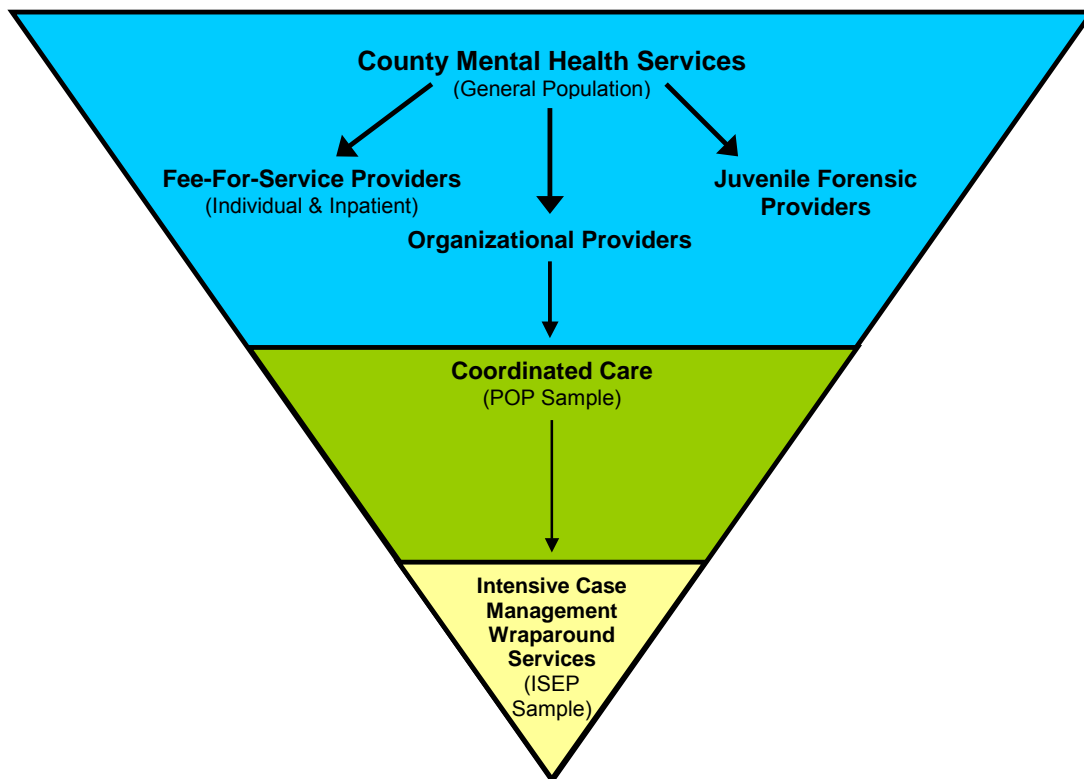 County Mental Health Services
(General Population)
Fee-For-Service Providers
(Individual & Inpatient)
Juvenile Forensic
Providers
Organizational Providers
Coordinated Care
(POP Sample)
Intensive Case
Management
Wraparound
Services
(ISEP
Sample)